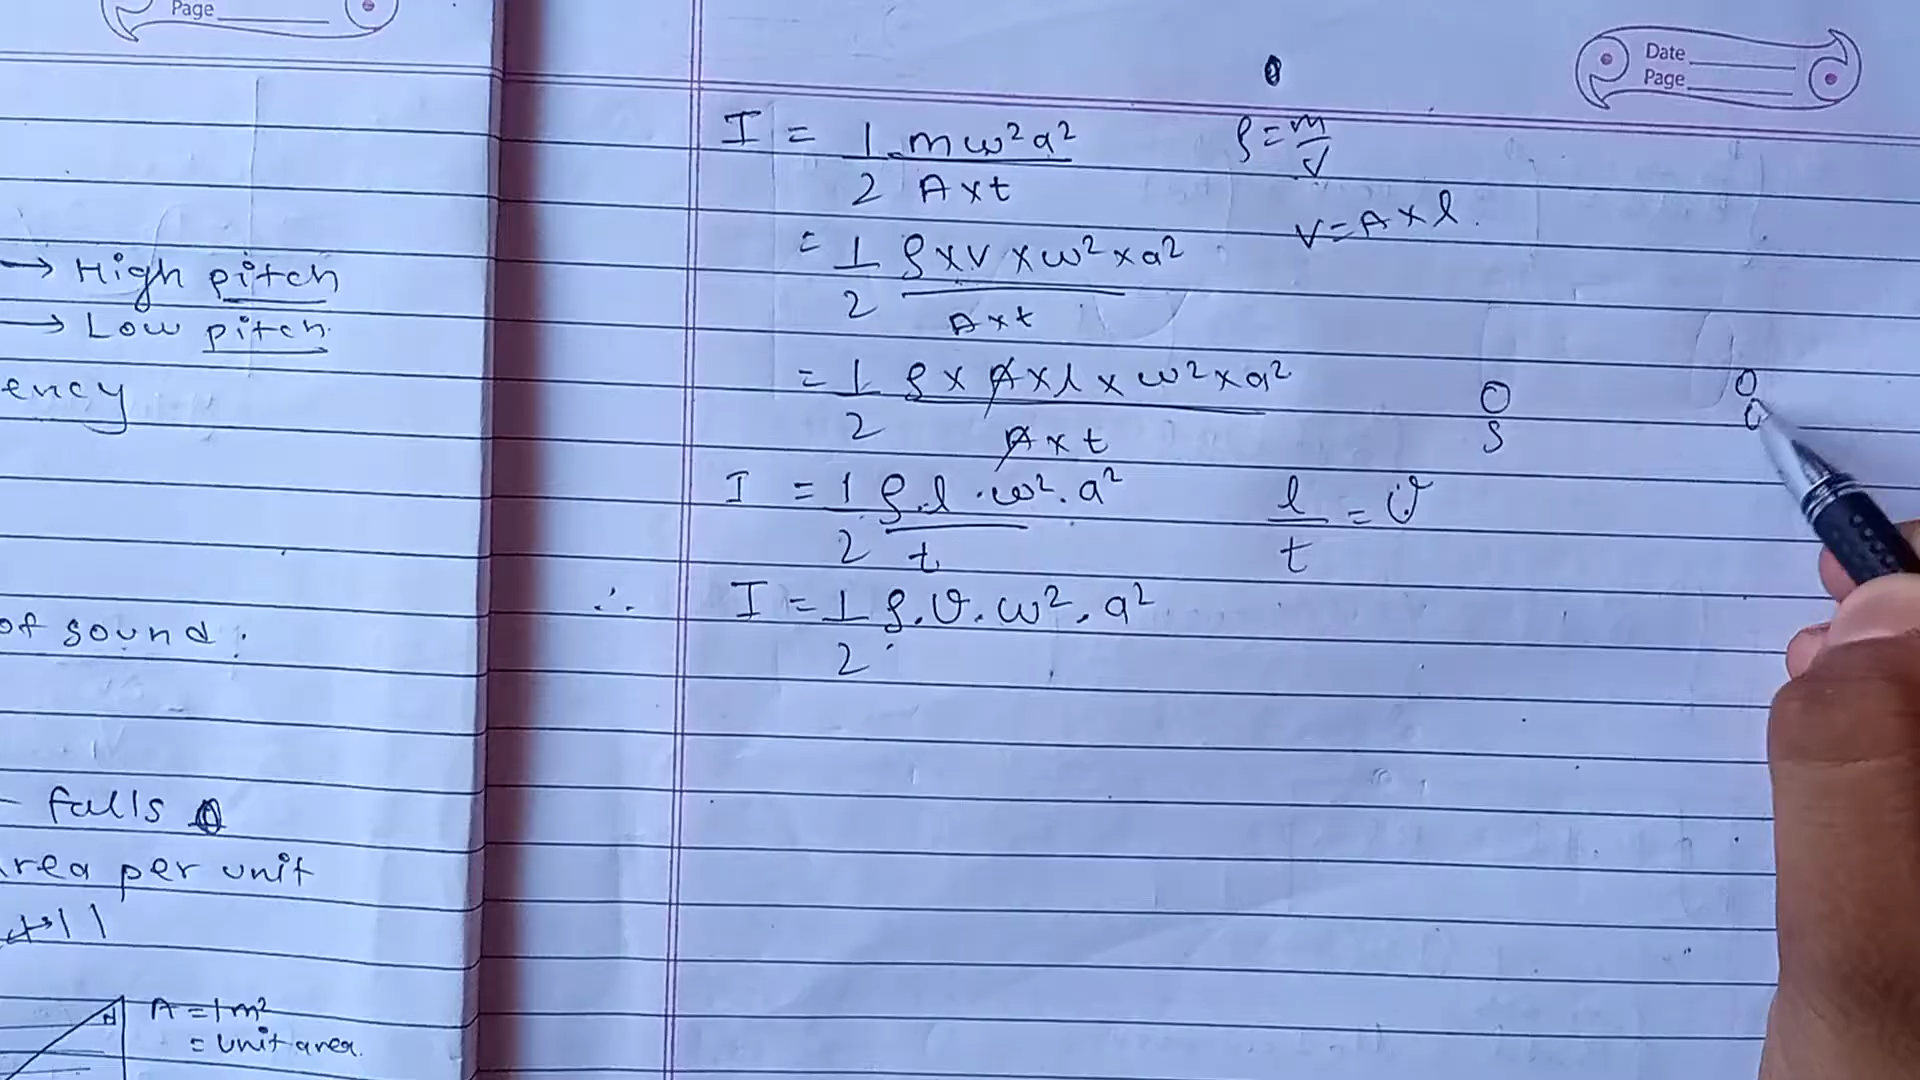 Page
→ High pitch
→ Low pitch.
ency
of sound.
- falls
area per unit
A = 1m²
= unit area.
Date
Page
I = 1/2 mω²a² / A×t
ρ = m/V
V = A × l.
= 1/2 ρ×V×ω²×a² / A×t
= 1/2 ρ×A×l×ω²×a² / A×t
O O
S O
I = 1/2 ρ.l.ω².a² / t
l/t = v
∴ I = 1/2 ρ.v.ω².a²